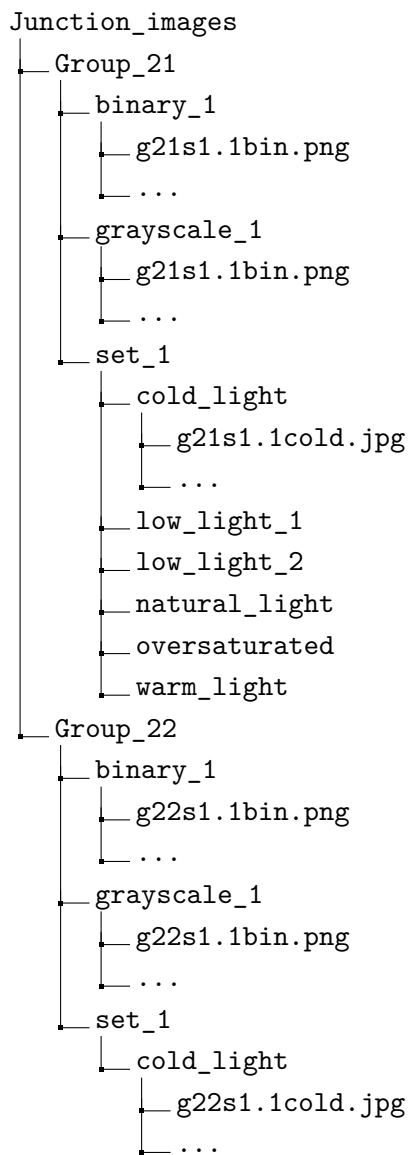 Junction_images
Group_21
binary_1
g21s1.1bin.png
...
grayscale_1
g21s1.1bin.png
...
set_1
cold_light
g21s1.1cold.jpg
...
low_light_1
low_light_2
natural_light
oversaturated
warm_light
Group_22
binary_1
g22s1.1bin.png
...
grayscale_1
g22s1.1bin.png
...
set_1
cold_light
g22s1.1cold.jpg
...